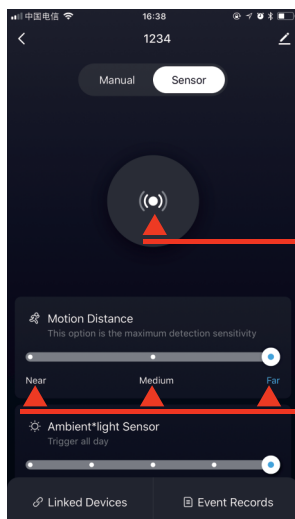 中国电信 16:38
1234
Manual Sensor
Motion Distance
This option is the maximum detection sensitivity
Near Medium Far
Ambient*light Sensor
Trigger all day
Linked Devices Event Records